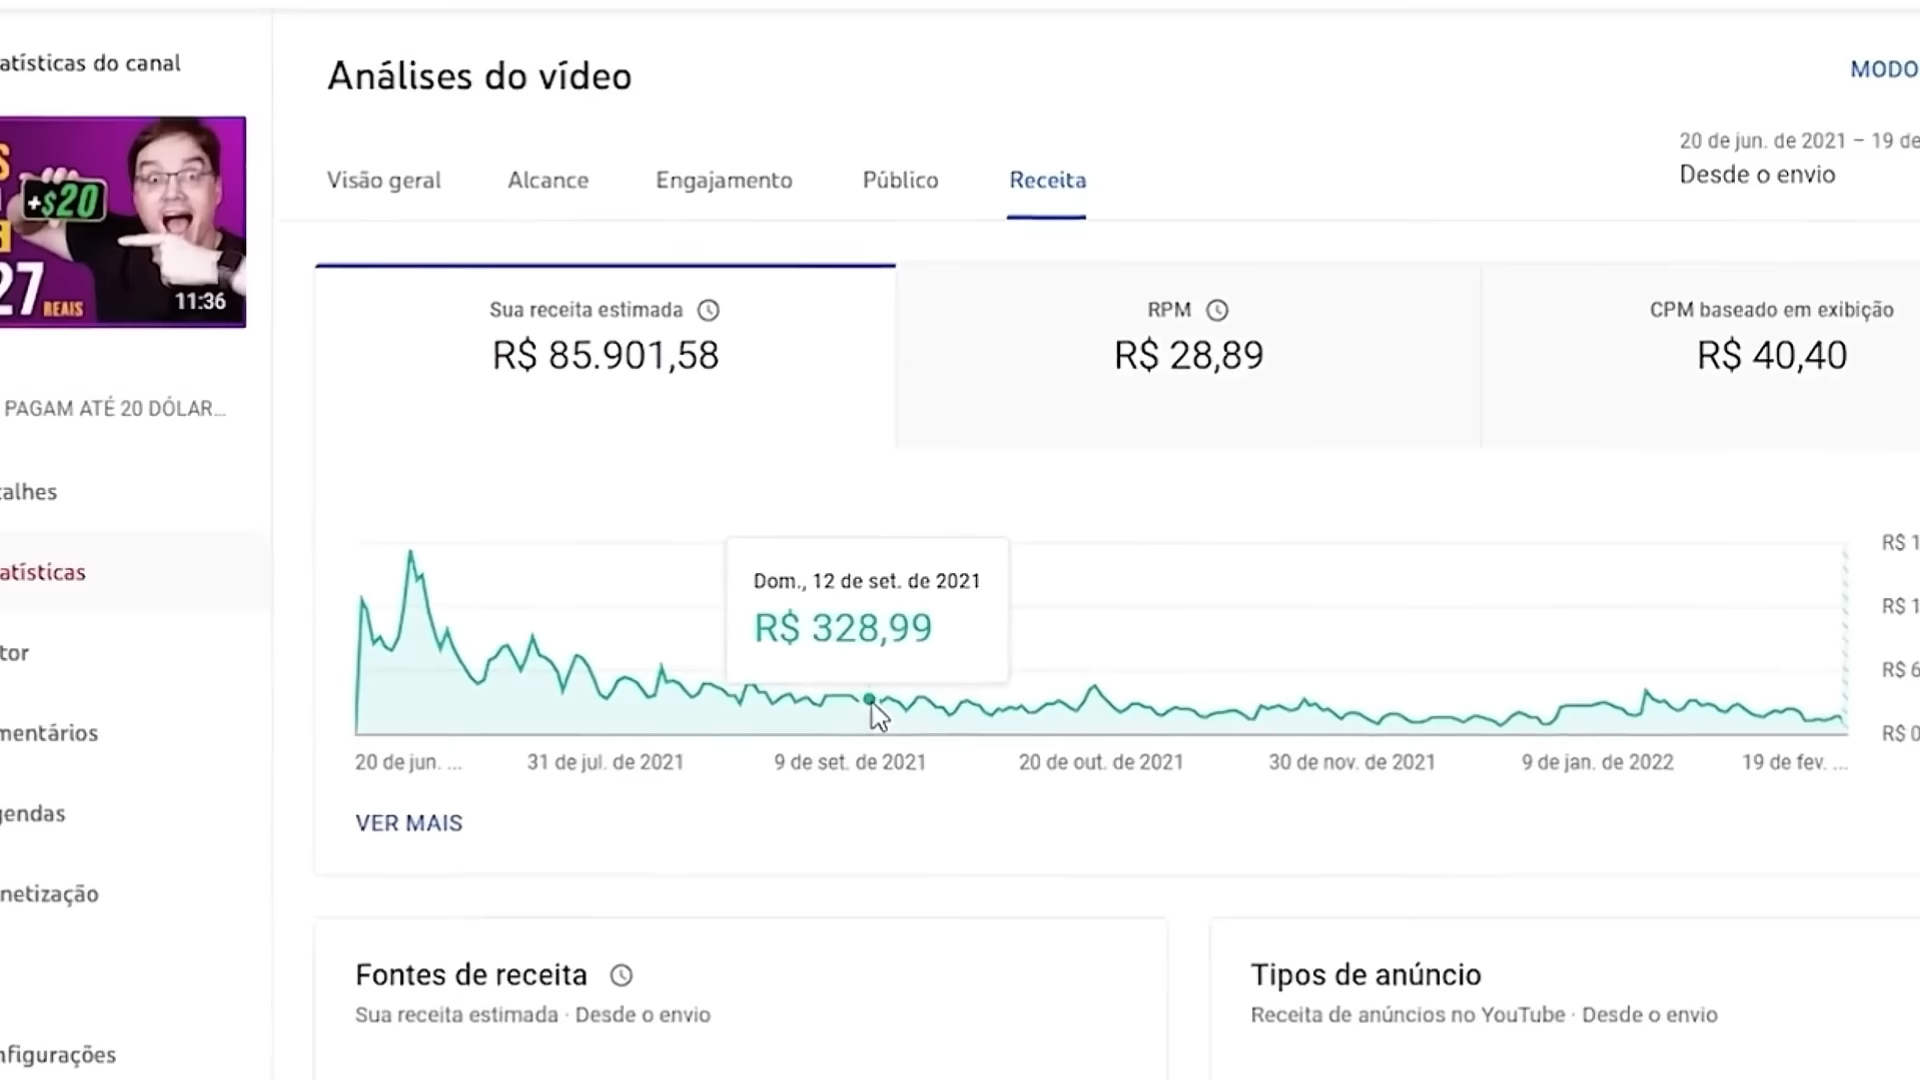 atísticas do canal
Análises do vídeo
MODO
20 de jun. de 2021 – 19 de
Desde o envio
Visão geral
Alcance
Engajamento
Público
Receita
S
+$20
27 REAIS
11:36
PAGAM ATÉ 20 DÓLAR...
Sua receita estimada
R$ 85.901,58
RPM
R$ 28,89
CPM baseado em exibição
R$ 40,40
alhes
atísticas
tor
mentários
gendas
netização
nfigurações
Dom., 12 de set. de 2021
R$ 328,99
R$ 1
R$ 1
R$ 6
R$ 0
20 de jun. ...
31 de jul. de 2021
9 de set. de 2021
20 de out. de 2021
30 de nov. de 2021
9 de jan. de 2022
19 de fev. ...
VER MAIS
Fontes de receita
Sua receita estimada · Desde o envio
Tipos de anúncio
Receita de anúncios no YouTube · Desde o envio